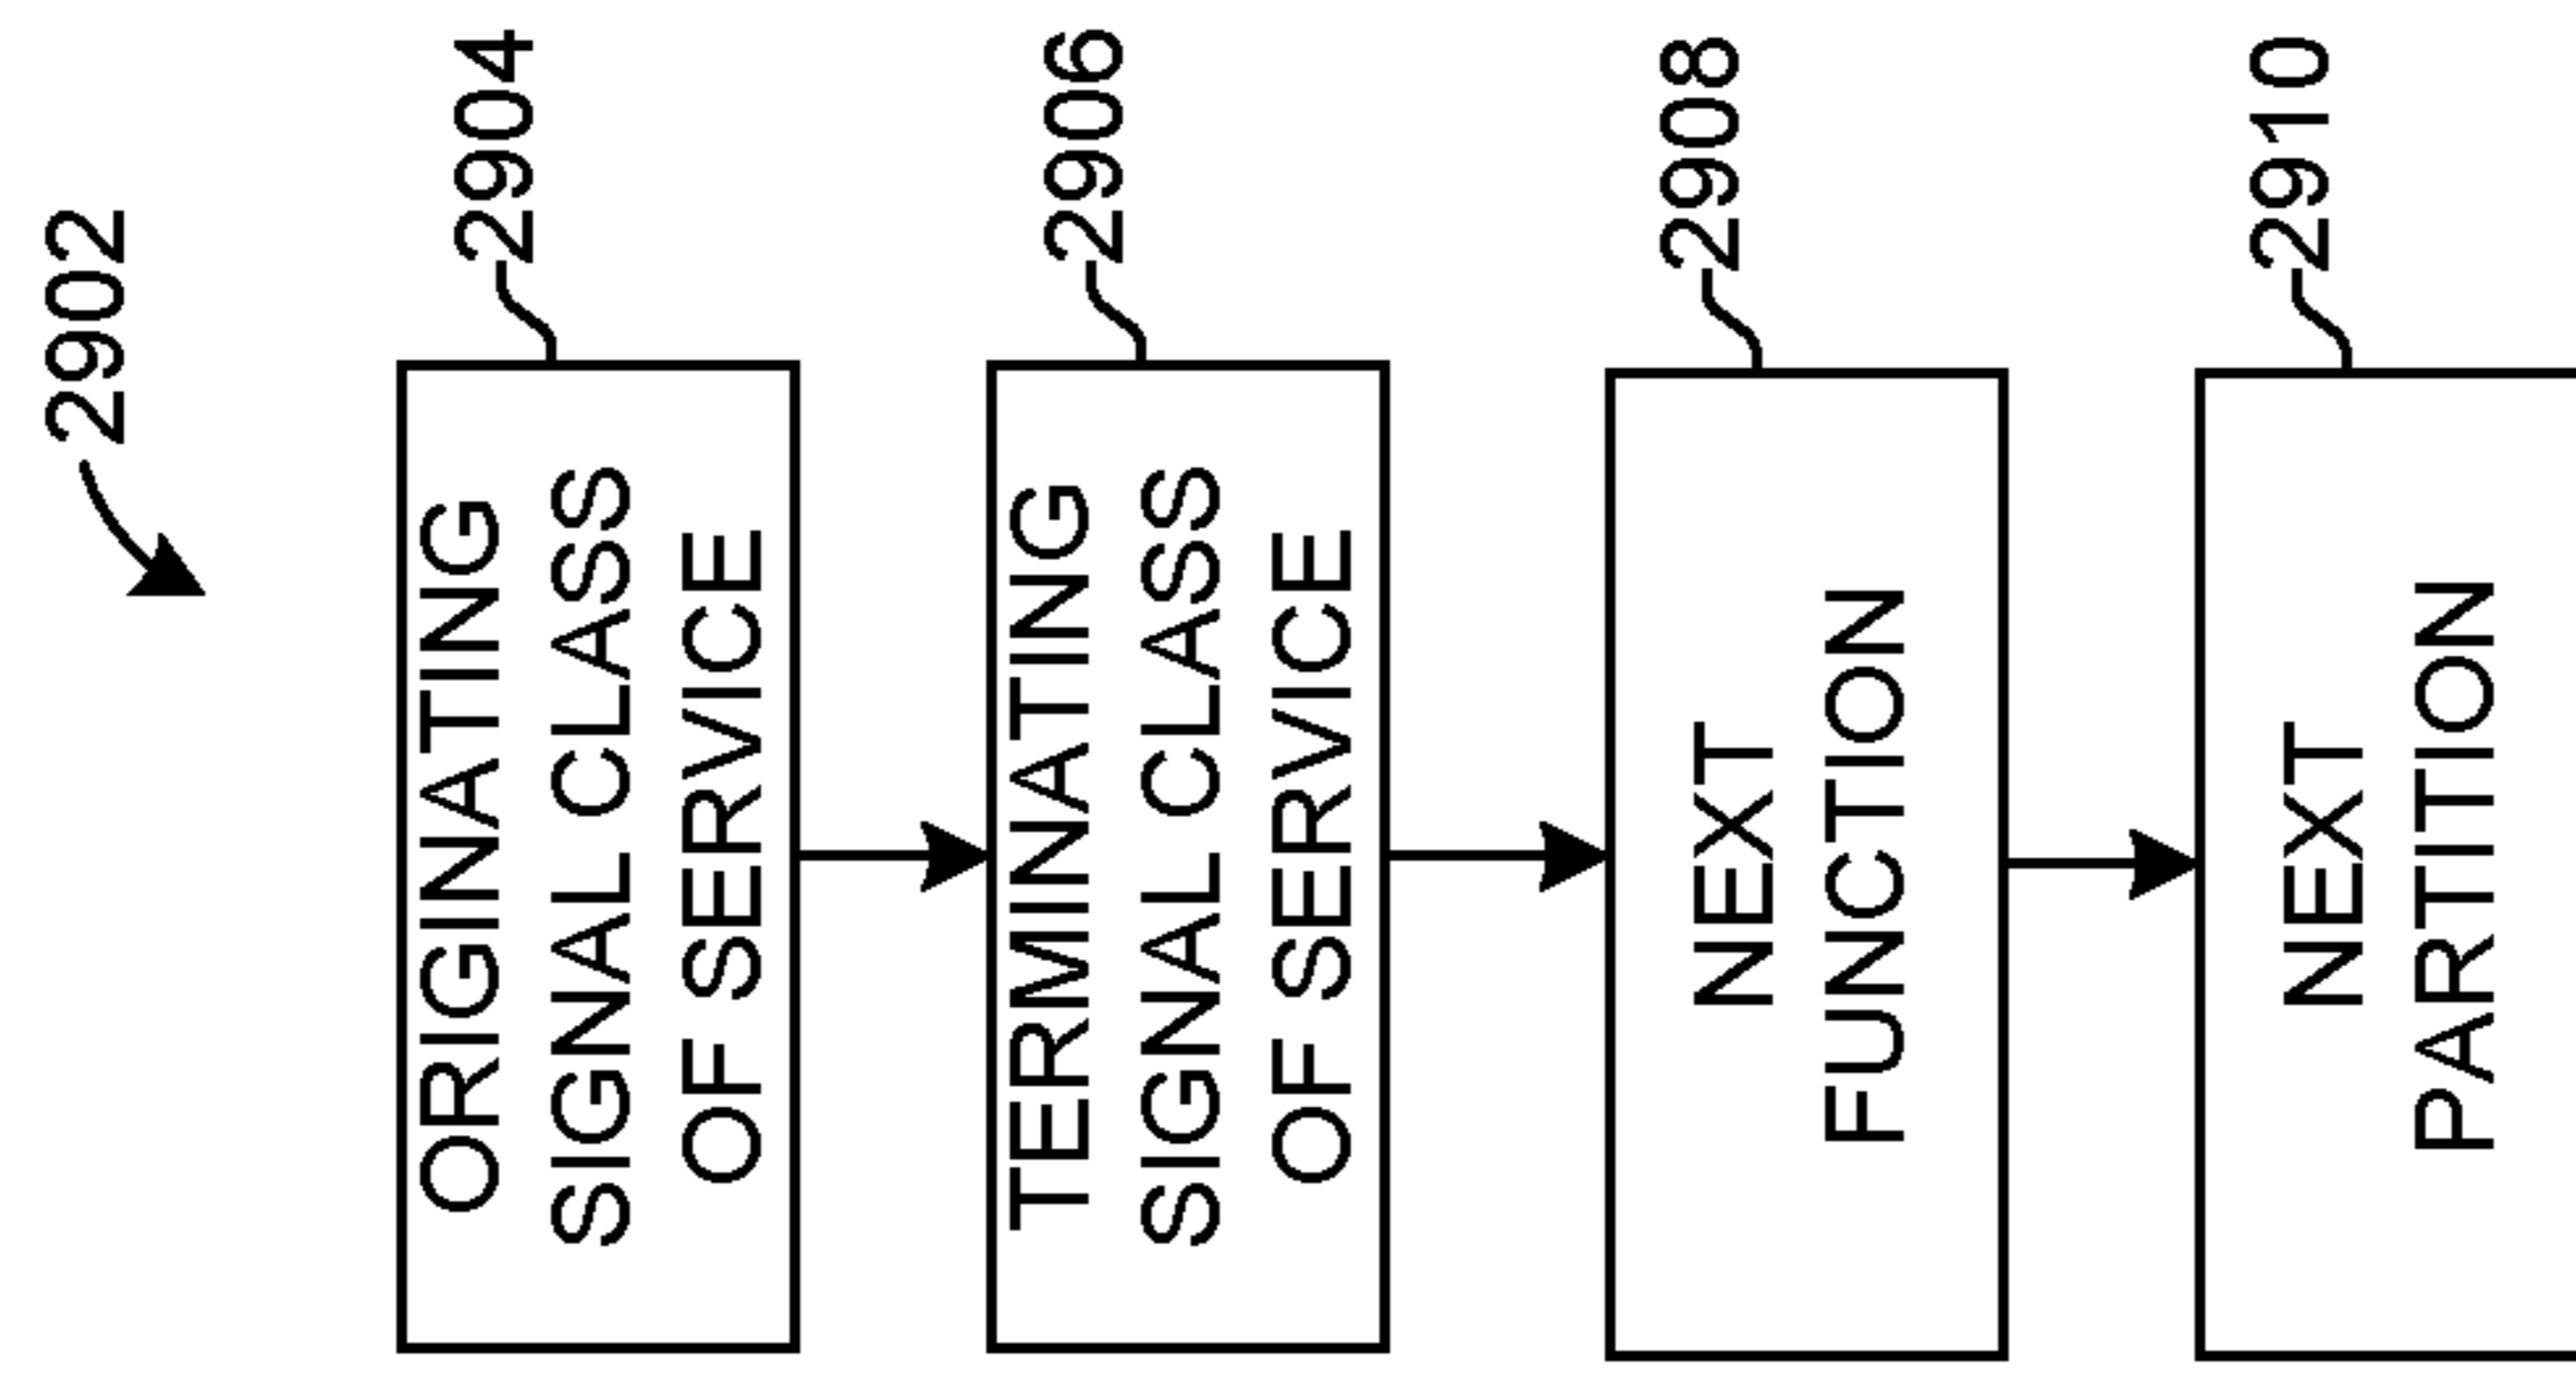 2902
2904
ORIGINATING
SIGNAL CLASS
OF SERVICE
2906
TERMINATING
SIGNAL CLASS
OF SERVICE
2908
NEXT
FUNCTION
2910
NEXT
PARTITION